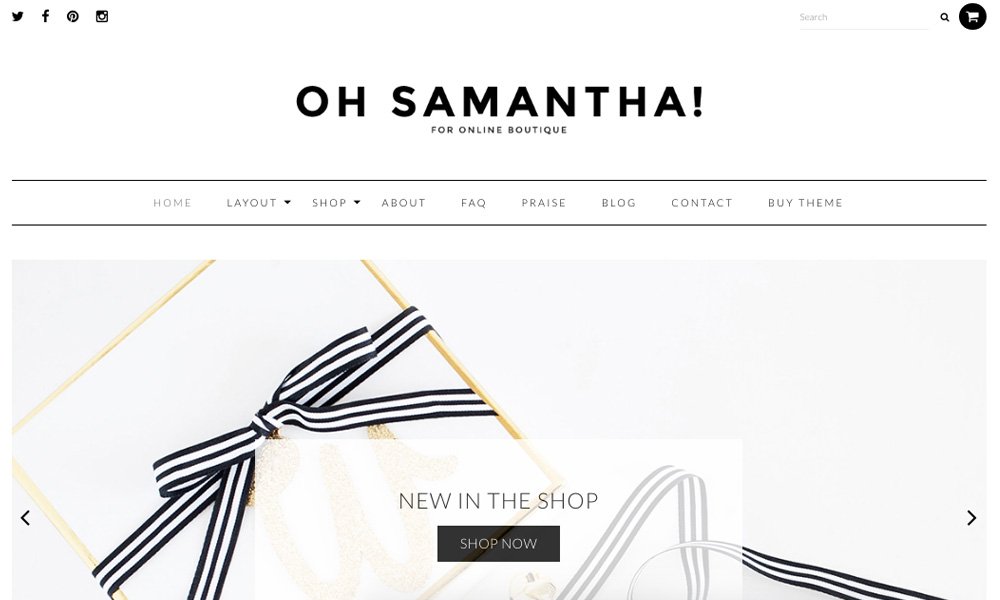 Search
OH SAMANTHA!
FOR ONLINE BOUTIQUE
HOME LAYOUT SHOP ABOUT FAQ PRAISE BLOG CONTACT BUY THEME
NEW IN THE SHOP
SHOP NOW